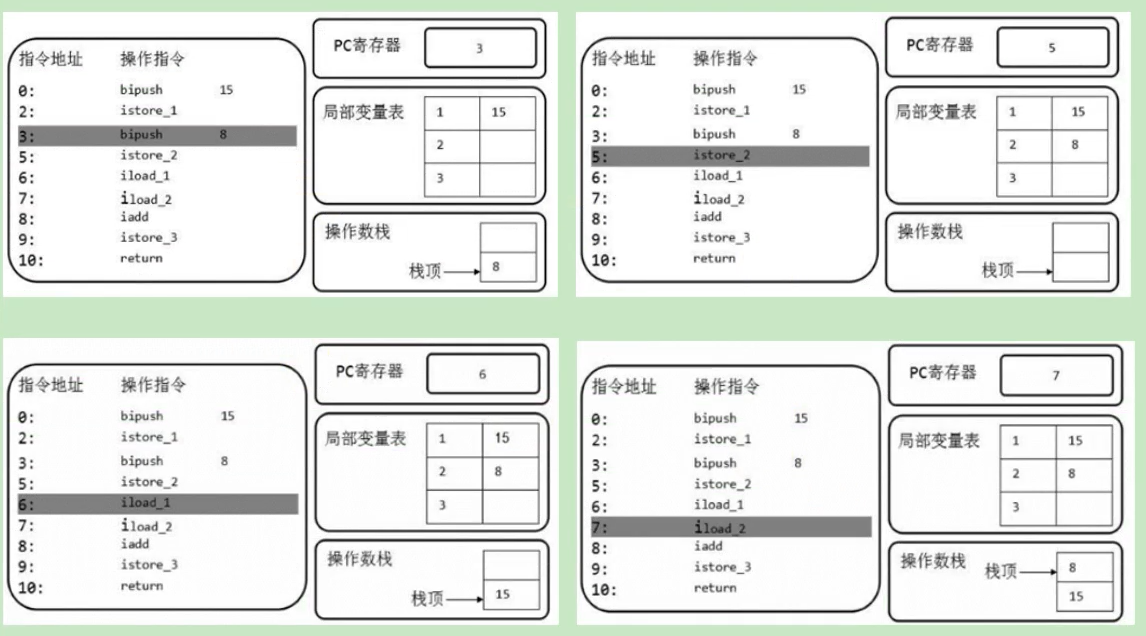 指令地址 操作指令
0: bipush 15
2: istore_1
3: bipush 8
5: istore_2
6: iload_1
7: iload_2
8: iadd
9: istore_3
10: return
PC寄存器 3
局部变量表 1 15
2
3
操作数栈
栈顶 8
指令地址 操作指令
0: bipush 15
2: istore_1
3: bipush 8
5: istore_2
6: iload_1
7: iload_2
8: iadd
9: istore_3
10: return
PC寄存器 5
局部变量表 1 15
2 8
3
操作数栈
栈顶
指令地址 操作指令
0: bipush 15
2: istore_1
3: bipush 8
5: istore_2
6: iload_1
7: iload_2
8: iadd
9: istore_3
10: return
PC寄存器 6
局部变量表 1 15
2 8
3
操作数栈
栈顶 15
指令地址 操作指令
0: bipush 15
2: istore_1
3: bipush 8
5: istore_2
6: iload_1
7: iload_2
8: iadd
9: istore_3
10: return
PC寄存器 7
局部变量表 1 15
2 8
3
操作数栈 栈顶 8
15